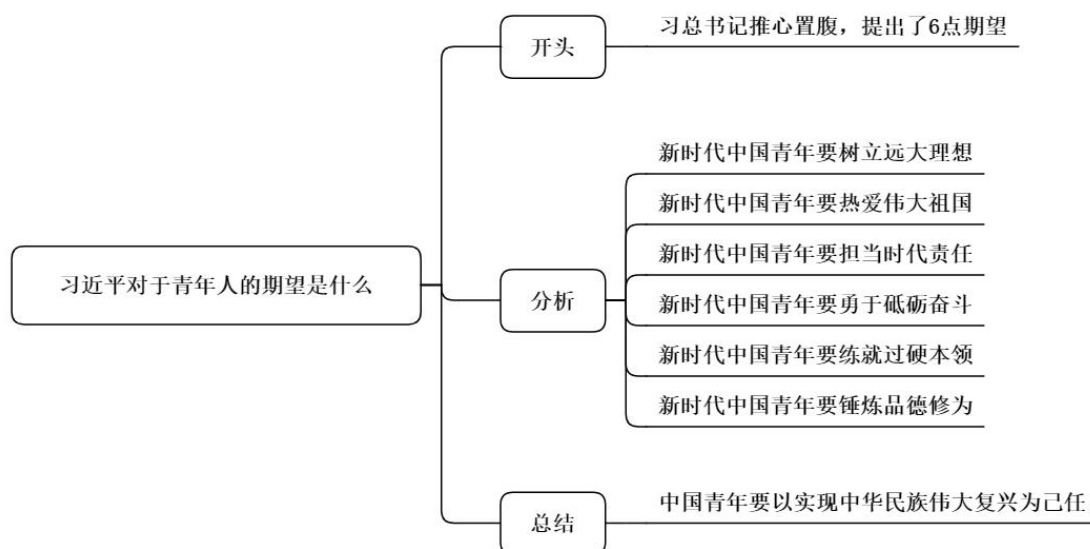 习近平对于青年人的期望是什么
开头
习总书记推心置腹，提出了6点期望
分析
新时代中国青年要树立远大理想
新时代中国青年要热爱伟大祖国
新时代中国青年要担当时代责任
新时代中国青年要勇于砥砺奋斗
新时代中国青年要练就过硬本领
新时代中国青年要锤炼品德修为
总结
中国青年要以实现中华民族伟大复兴为己任